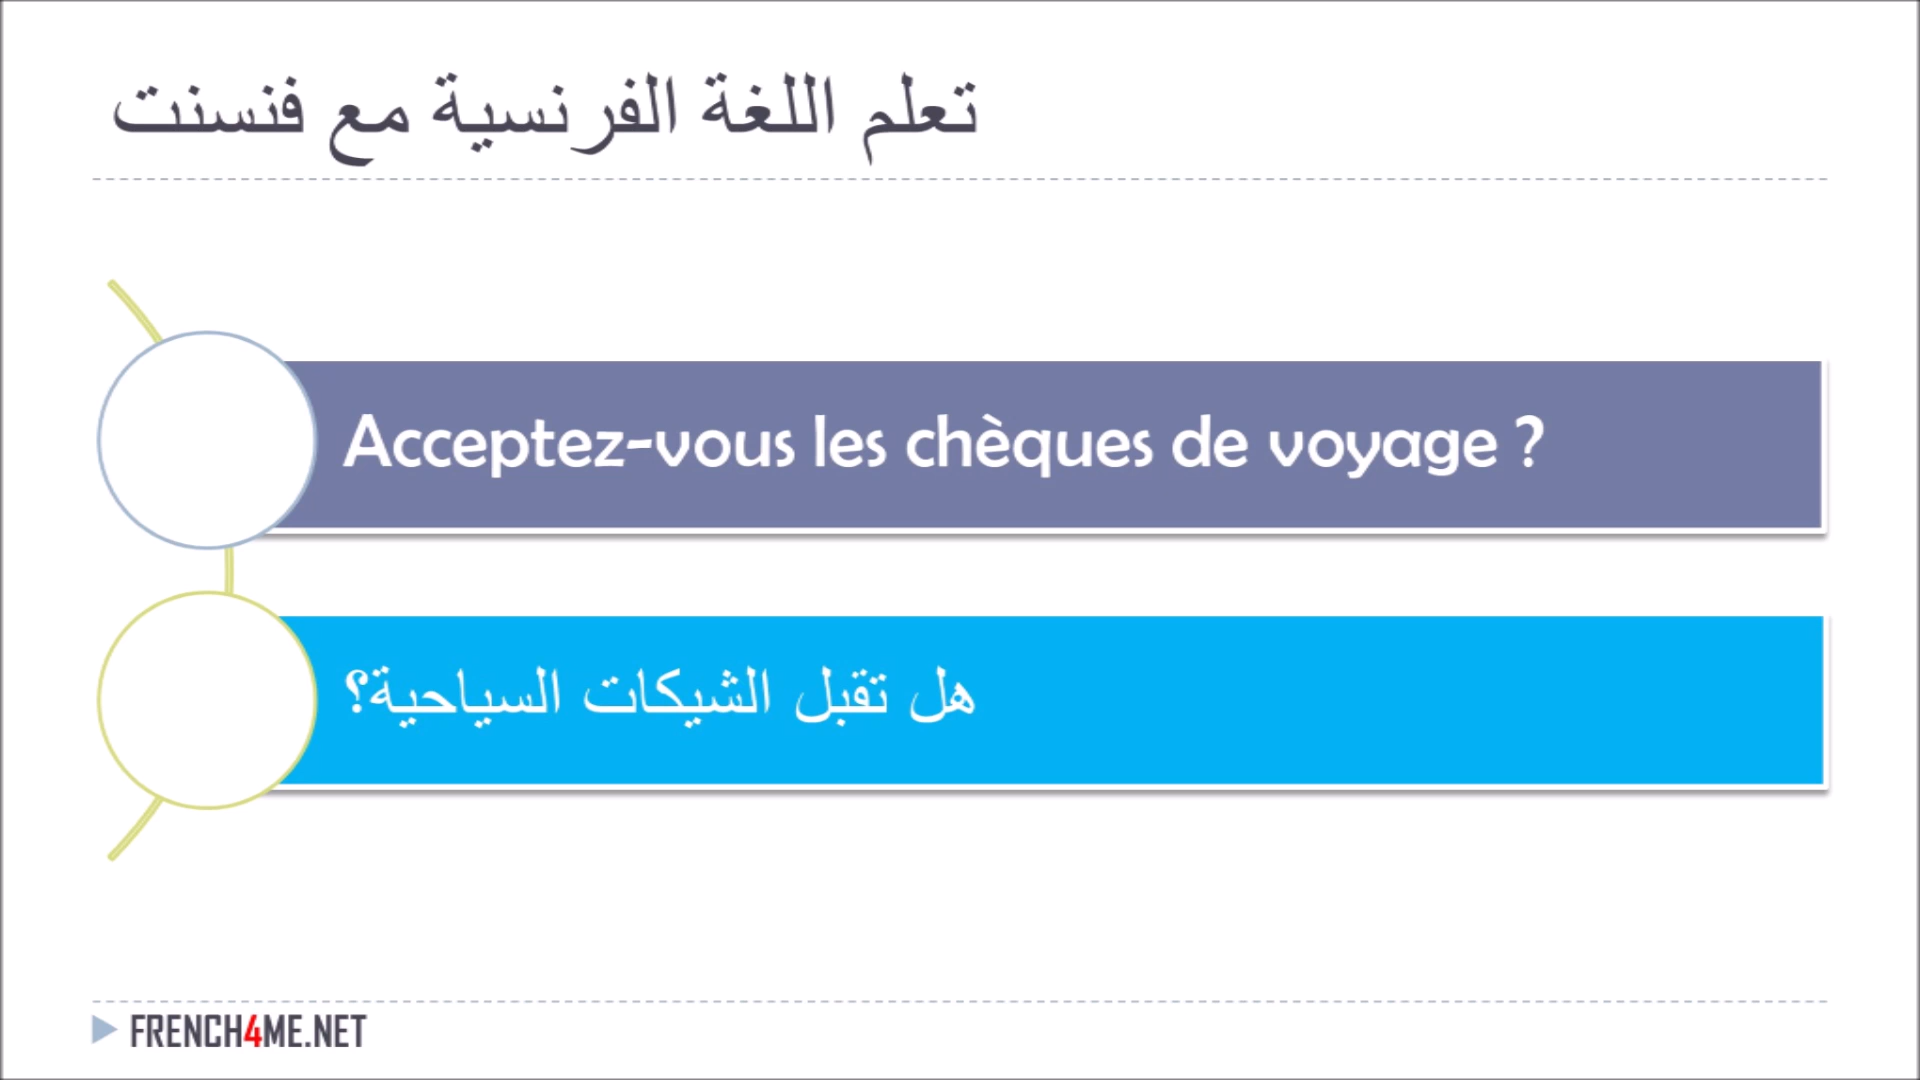 تعلم اللغة الفرنسية مع فنسنت
Acceptez-vous les chèques de voyage ?
هل تقبل الشيكات السياحية؟
FRENCH4ME.NET